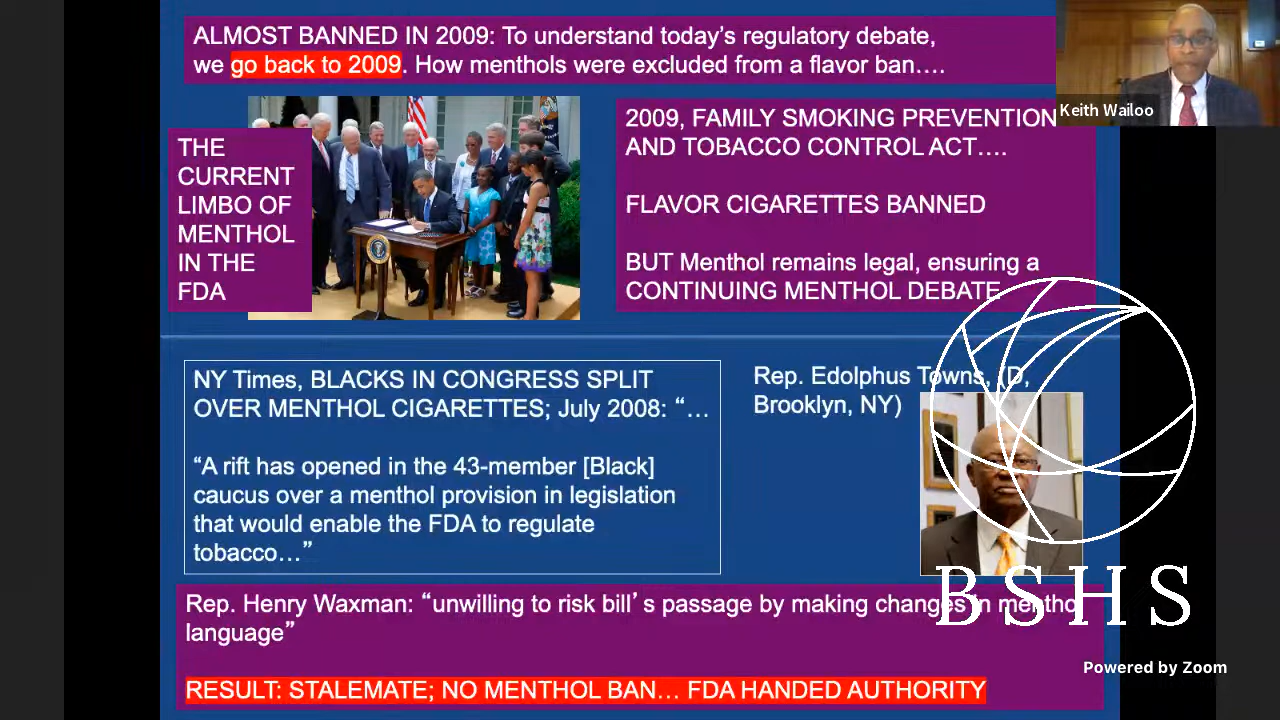 ALMOST BANNED IN 2009: To understand today’s regulatory debate,
we go back to 2009. How menthols were excluded from a flavor ban….
Keith Wailoo
THE
CURRENT
LIMBO OF
MENTHOL
IN THE
FDA
2009, FAMILY SMOKING PREVENTION
AND TOBACCO CONTROL ACT….
FLAVOR CIGARETTES BANNED
BUT Menthol remains legal, ensuring a
CONTINUING MENTHOL DEBATE
NY Times, BLACKS IN CONGRESS SPLIT
OVER MENTHOL CIGARETTES; July 2008: “…
“A rift has opened in the 43-member [Black]
caucus over a menthol provision in legislation
that would enable the FDA to regulate
tobacco…”
Rep. Edolphus Towns, (D,
Brooklyn, NY)
BSHS
Rep. Henry Waxman: “unwilling to risk bill’s passage by making changes in menthol
language”
Powered by Zoom
RESULT: STALEMATE; NO MENTHOL BAN… FDA HANDED AUTHORITY